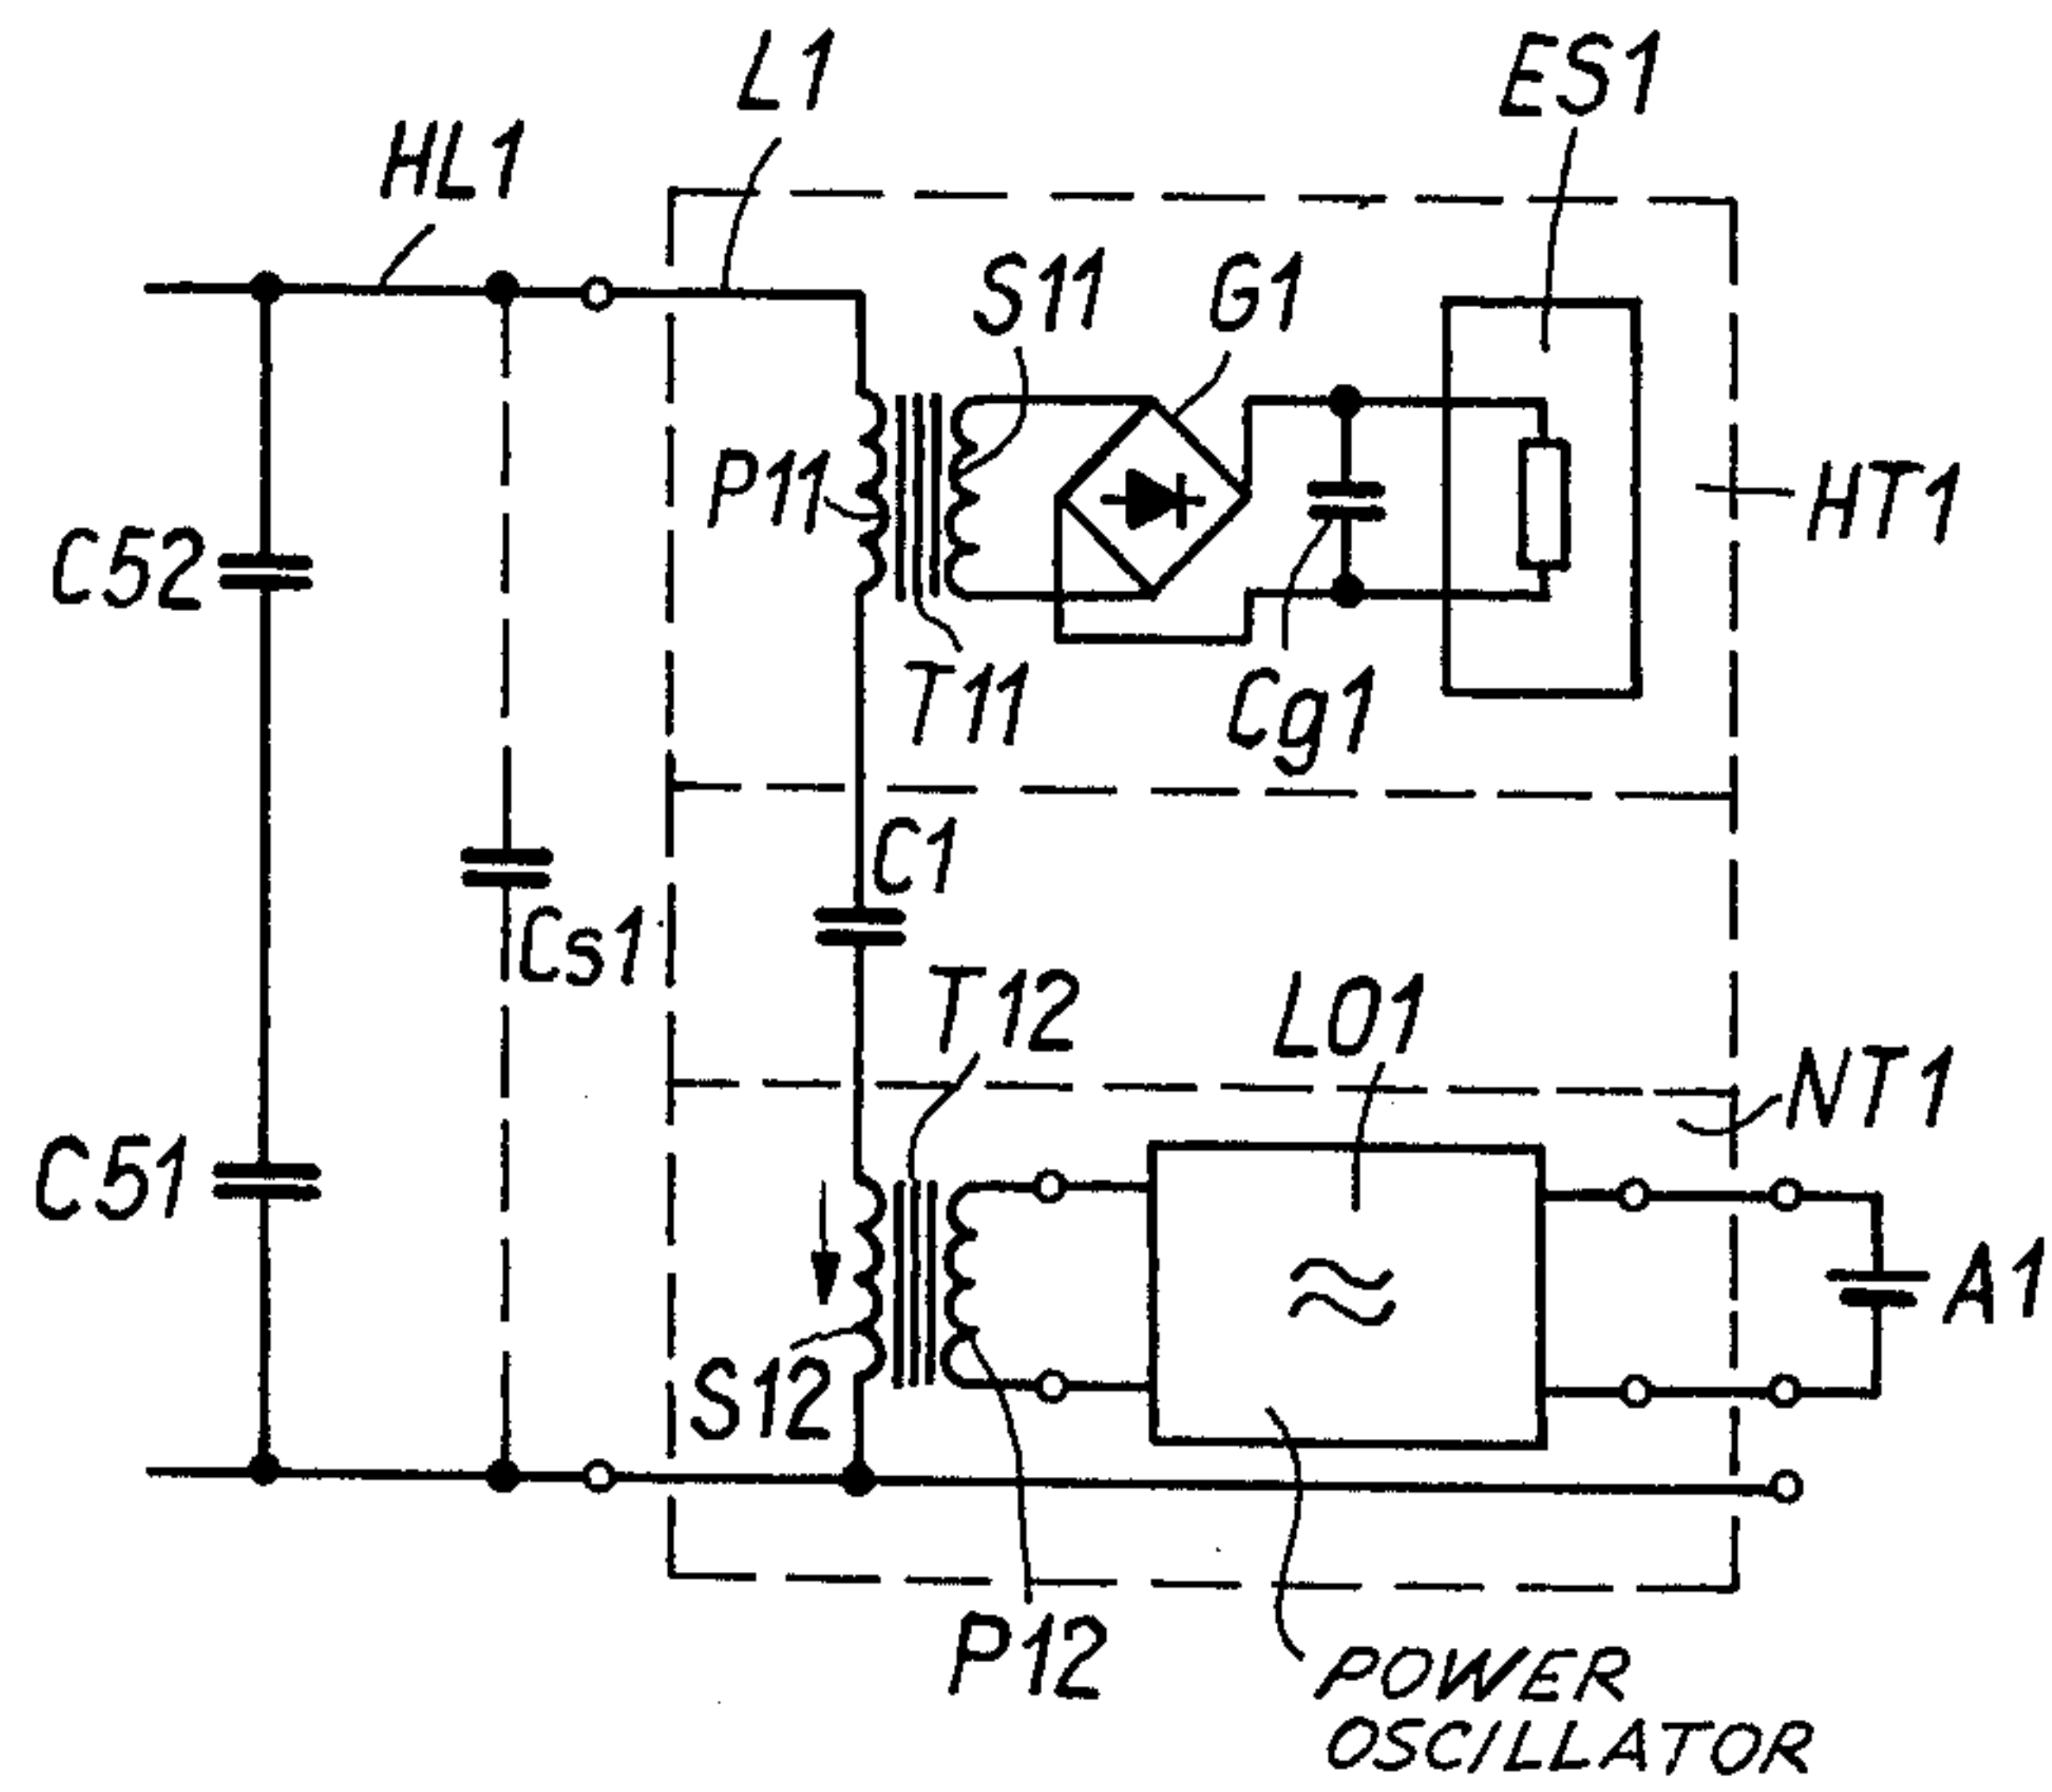 L1
ES1
HL1
S11
G1
P11
HT1
C52
T11
Cg1
C1
Cs1
T12
LO1
NT1
C51
A1
S12
P12
POWER
OSCILLATOR